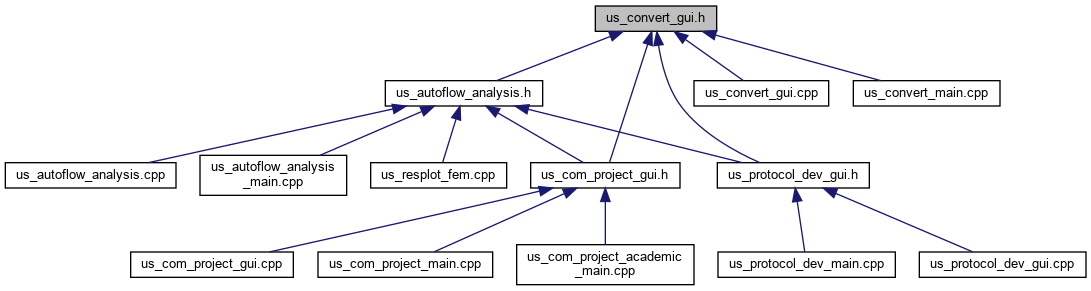 us_convert_gui.h
us_autoflow_analysis.h
us_convert_gui.cpp
us_convert_main.cpp
us_autoflow_analysis.cpp
us_autoflow_analysis
_main.cpp
us_resplot_fem.cpp
us_com_project_gui.h
us_protocol_dev_gui.h
us_com_project_gui.cpp
us_com_project_main.cpp
us_com_project_academic
_main.cpp
us_protocol_dev_main.cpp
us_protocol_dev_gui.cpp